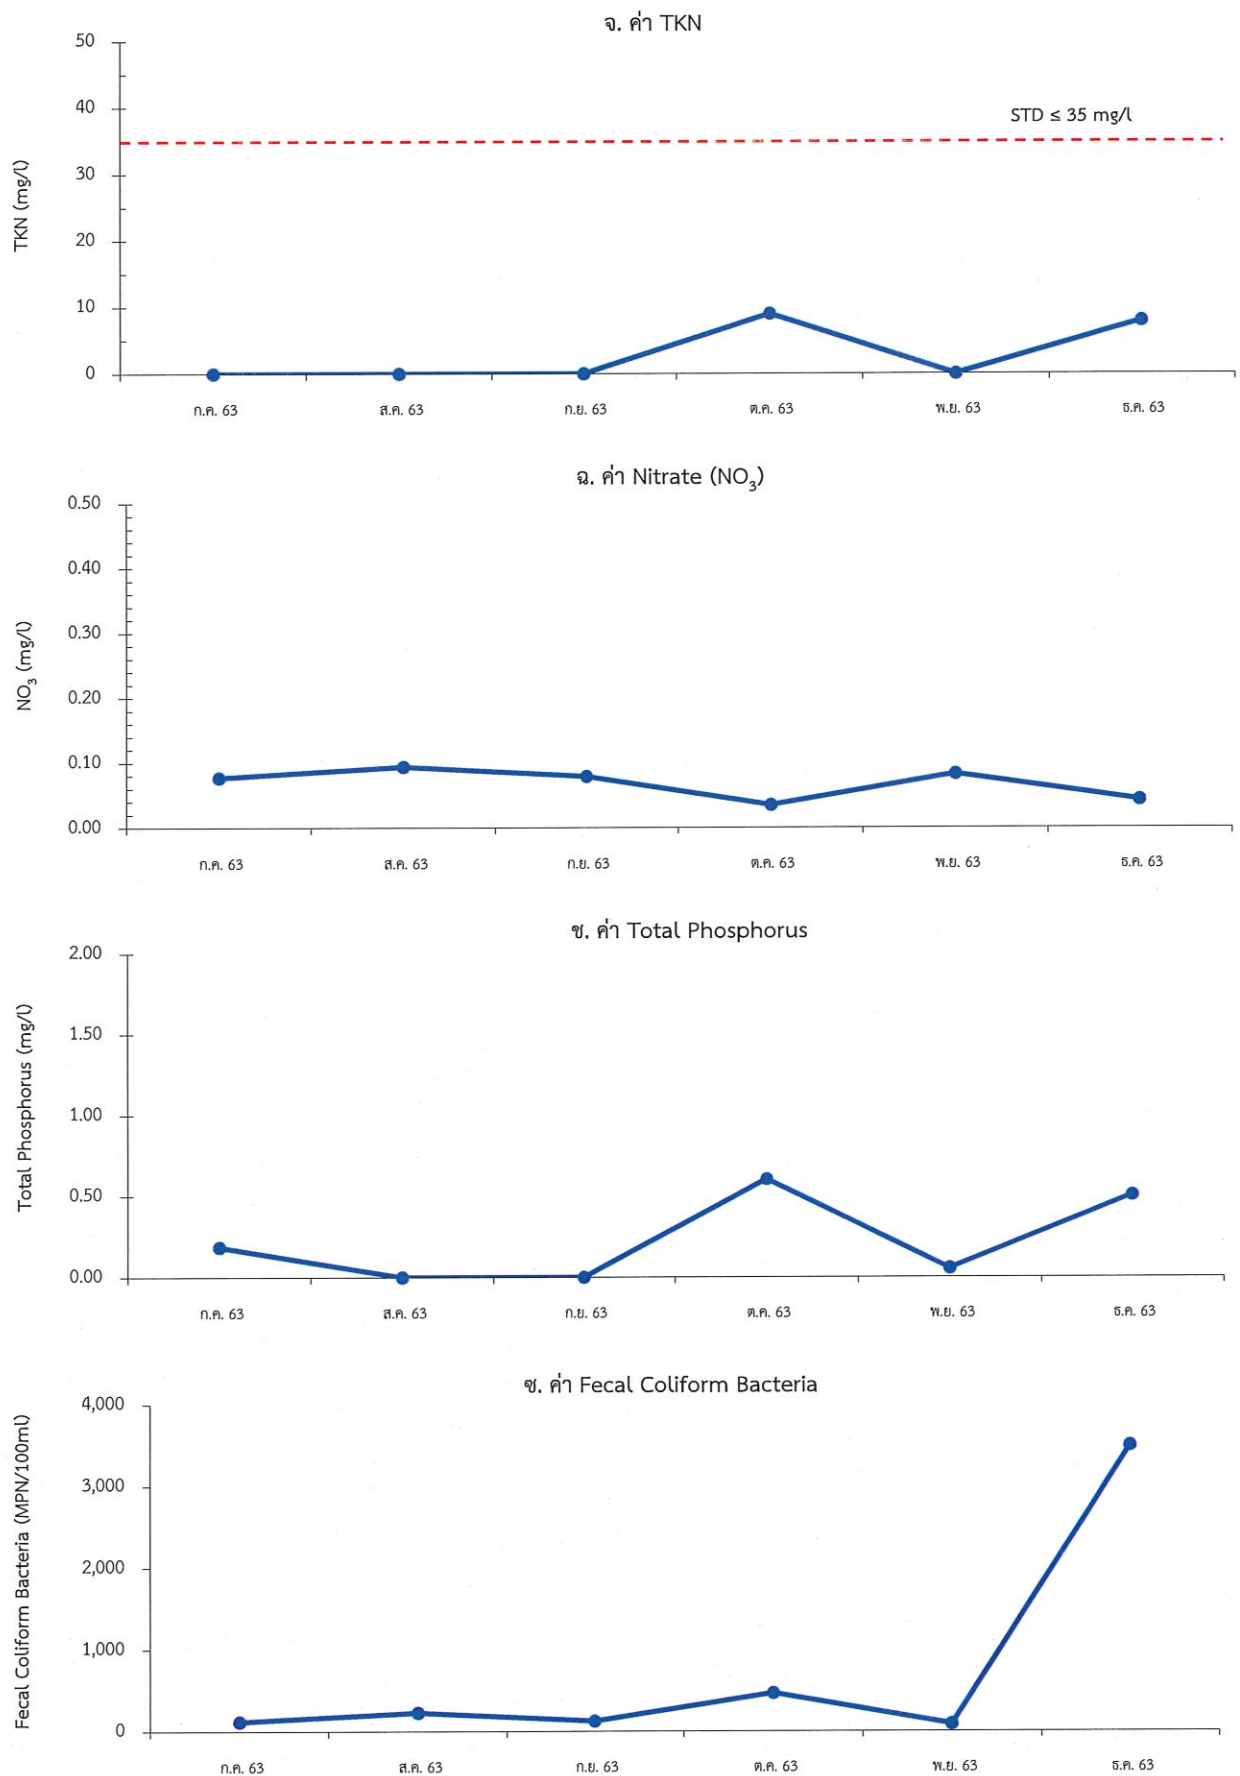 จ. ค่า TKN
50
40
30
20
10
0
TKN (mg/l)
STD ≤ 35 mg/l
ก.ค. 63 ส.ค. 63 ก.ย. 63 ต.ค. 63 พ.ย. 63 ธ.ค. 63
ฉ. ค่า Nitrate (NO₃)
0.50
0.40
0.30
0.20
0.10
0.00
NO₃ (mg/l)
ก.ค. 63 ส.ค. 63 ก.ย. 63 ต.ค. 63 พ.ย. 63 ธ.ค. 63
ช. ค่า Total Phosphorus
2.00
1.50
1.00
0.50
0.00
Total Phosphorus (mg/l)
ก.ค. 63 ส.ค. 63 ก.ย. 63 ต.ค. 63 พ.ย. 63 ธ.ค. 63
ซ. ค่า Fecal Coliform Bacteria
4,000
3,000
2,000
1,000
0
Fecal Coliform Bacteria (MPN/100ml)
ก.ค. 63 ส.ค. 63 ก.ย. 63 ต.ค. 63 พ.ย. 63 ธ.ค. 63